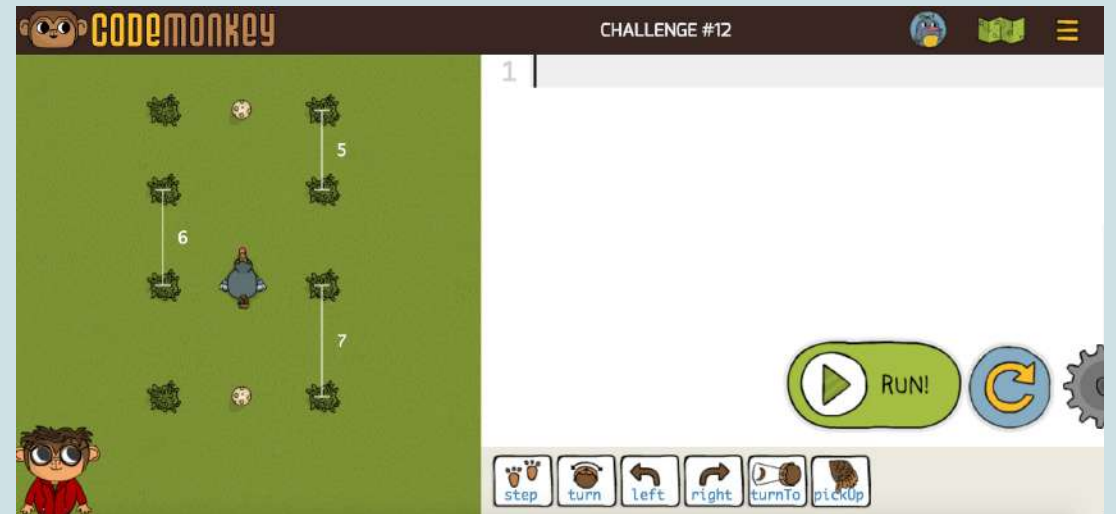 CODEMONKEY
CHALLENGE #12
1
5
6
7
RUN!
step turn left right turnTo pickUp